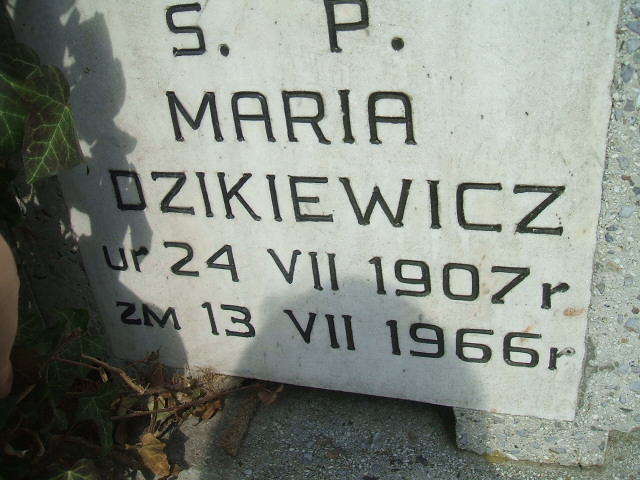 S. P.
MARIA
DZIKIEWICZ
ur 24 VII 1907r
zm 13 VII 1966r